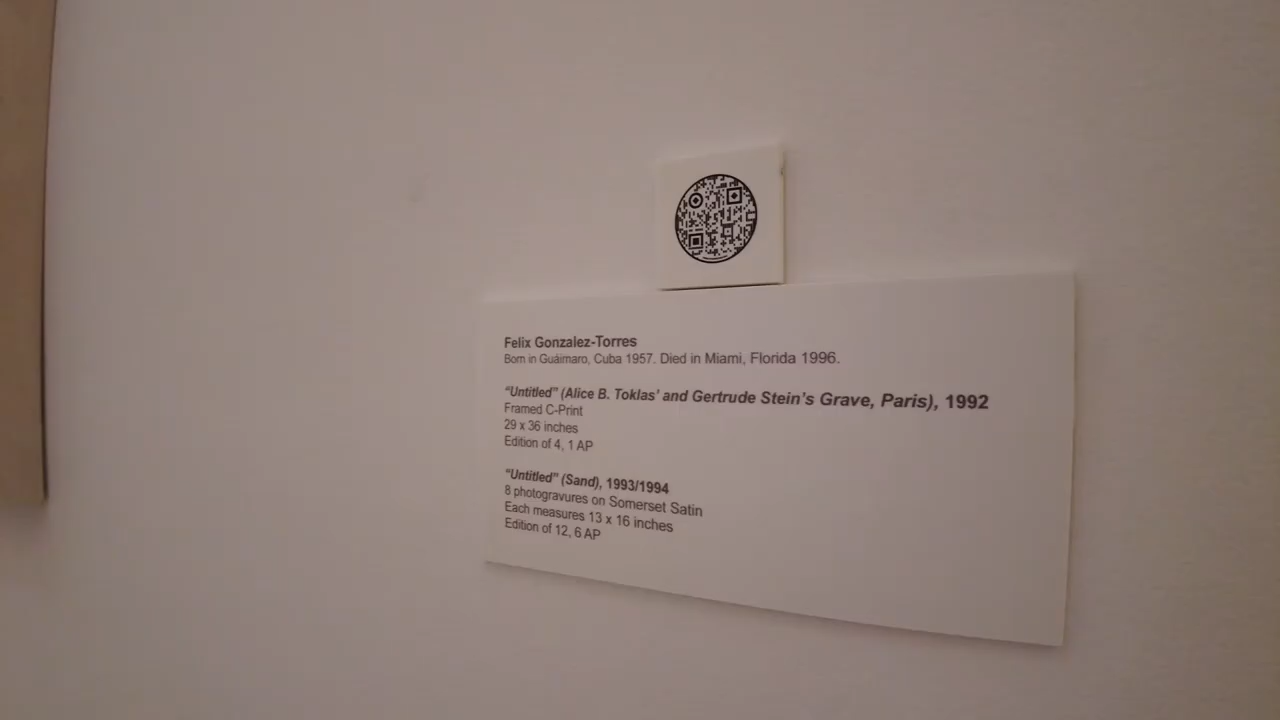 Felix Gonzalez-Torres
Born in Guáimaro, Cuba 1957. Died in Miami, Florida 1996.
“Untitled” (Alice B. Toklas’ and Gertrude Stein’s Grave, Paris), 1992
Framed C-Print
29 x 36 inches
Edition of 4, 1 AP
“Untitled” (Sand), 1993/1994
8 photogravures on Somerset Satin
Each measures 13 x 16 inches
Edition of 12, 6 AP